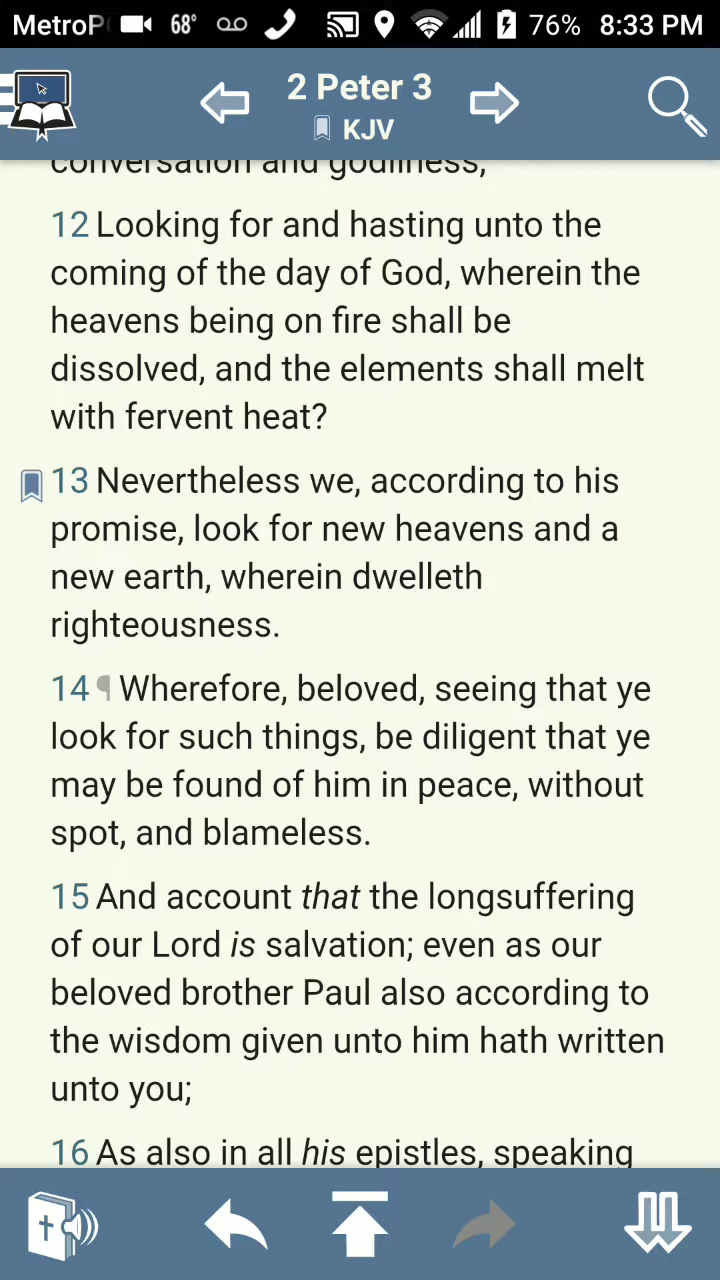 MetroP 68° 76% 8:33 PM
2 Peter 3
KJV
conversation and godliness,
12 Looking for and hasting unto the
coming of the day of God, wherein the
heavens being on fire shall be
dissolved, and the elements shall melt
with fervent heat?
13 Nevertheless we, according to his
promise, look for new heavens and a
new earth, wherein dwelleth
righteousness.
14 ¶ Wherefore, beloved, seeing that ye
look for such things, be diligent that ye
may be found of him in peace, without
spot, and blameless.
15 And account that the longsuffering
of our Lord is salvation; even as our
beloved brother Paul also according to
the wisdom given unto him hath written
unto you;
16 As also in all his epistles, speaking